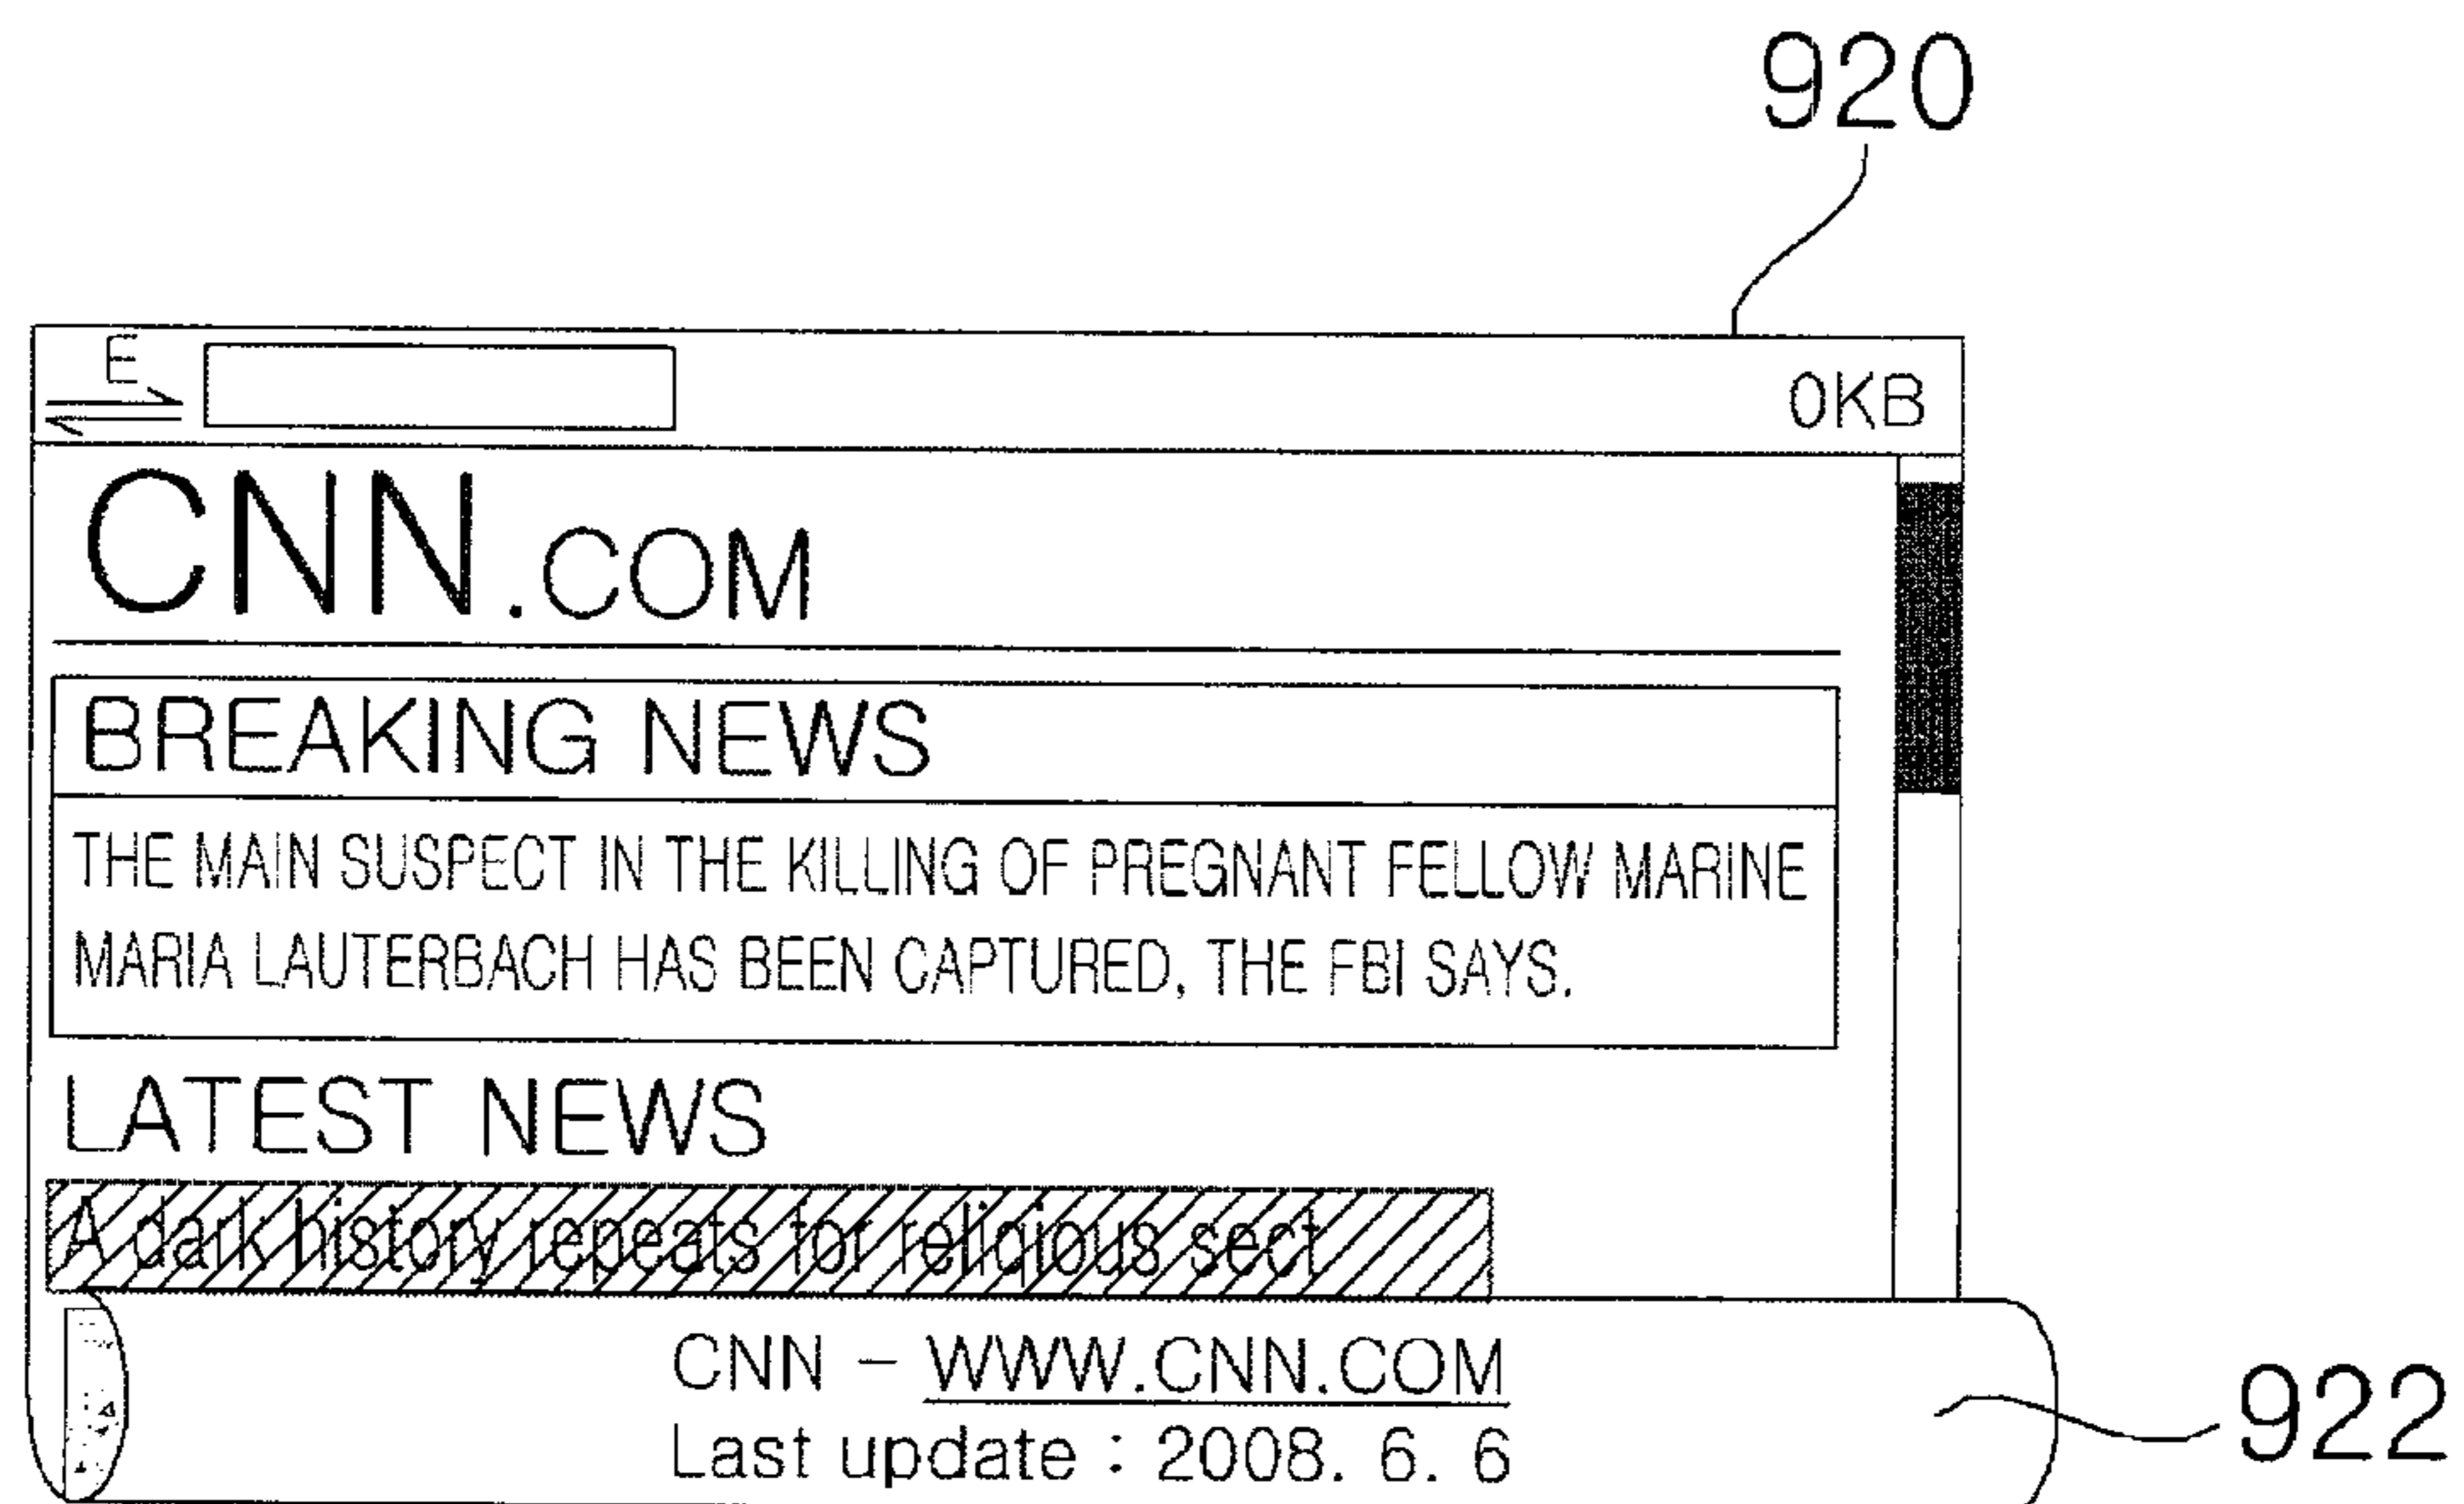 920
E
0KB
CNN.COM
BREAKING NEWS
THE MAIN SUSPECT IN THE KILLING OF PREGNANT FELLOW MARINE
MARIA LAUTERBACH HAS BEEN CAPTURED, THE FBI SAYS.
LATEST NEWS
A dark history repeats for religious sect
CNN - WWW.CNN.COM
Last update : 2008. 6. 6
922